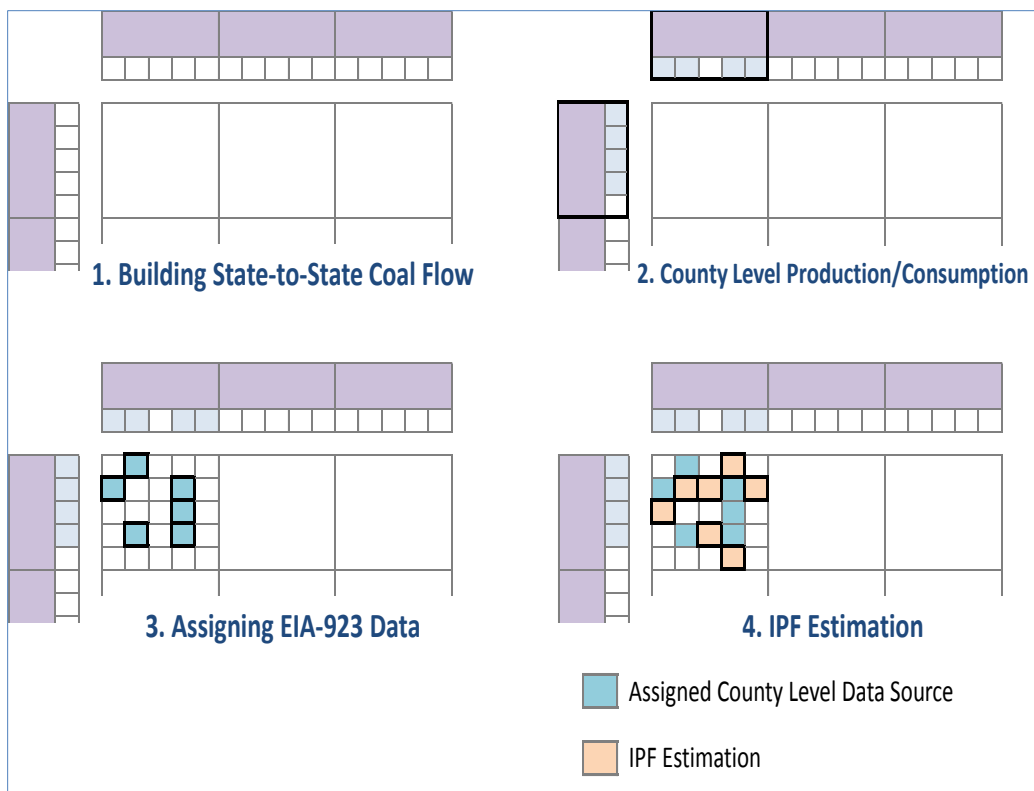 1. Building State-to-State Coal Flow
2. County Level Production/Consumption
3. Assigning EIA-923 Data
4. IPF Estimation
Assigned County Level Data Source
IPF Estimation